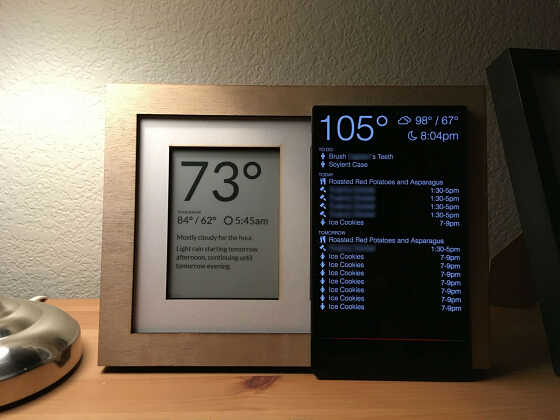 73°
TOMORROW
84° / 62° 5:45am
Mostly cloudy for the hour.
Light rain starting tomorrow
afternoon, continuing until
tomorrow evening.
105° 98° / 67°
8:04pm
TO DO
Brush 's Teeth
Soylent Case
TODAY
Roasted Red Potatoes and Asparagus
1:30-5pm
1:30-5pm
1:30-5pm
1:30-5pm
Ice Cookies 7-9pm
TOMORROW
Roasted Red Potatoes and Asparagus
1:30-5pm
Ice Cookies 7-9pm
Ice Cookies 7-9pm
Ice Cookies 7-9pm
Ice Cookies 7-9pm
Ice Cookies 7-9pm
Ice Cookies 7-9pm
Ice Cookies 7-9pm